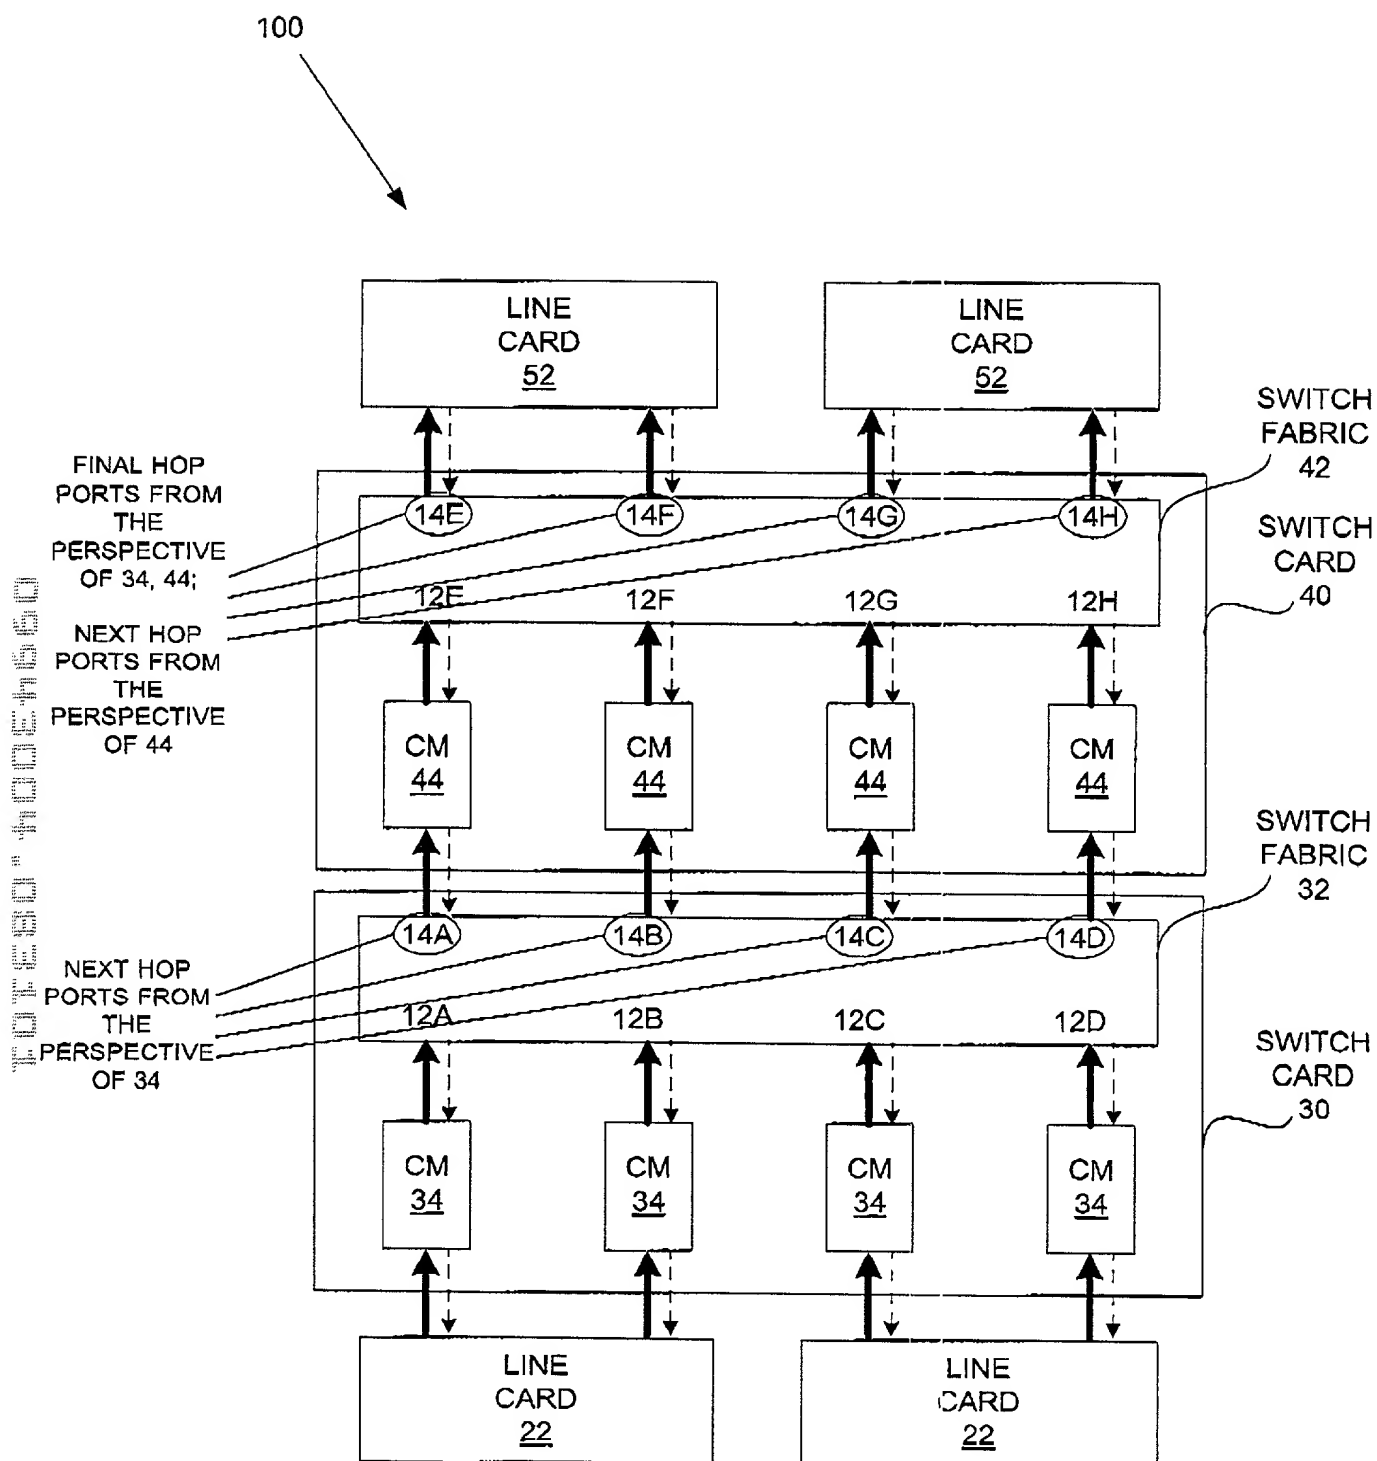 100
LINE
CARD
52
LINE
CARD
52
SWITCH
FABRIC
42
FINAL HOP
PORTS FROM
THE
PERSPECTIVE
OF 34, 44;
NEXT HOP
PORTS FROM
THE
PERSPECTIVE
OF 44
14E
14F
14G
14H
SWITCH
CARD
40
12E
12F
12G
12H
CM
44
CM
44
CM
44
CM
44
SWITCH
FABRIC
32
14A
14B
14C
14D
NEXT HOP
PORTS FROM
THE
PERSPECTIVE
OF 34
12A
12B
12C
12D
SWITCH
CARD
30
CM
34
CM
34
CM
34
CM
34
LINE
CARD
22
LINE
CARD
22